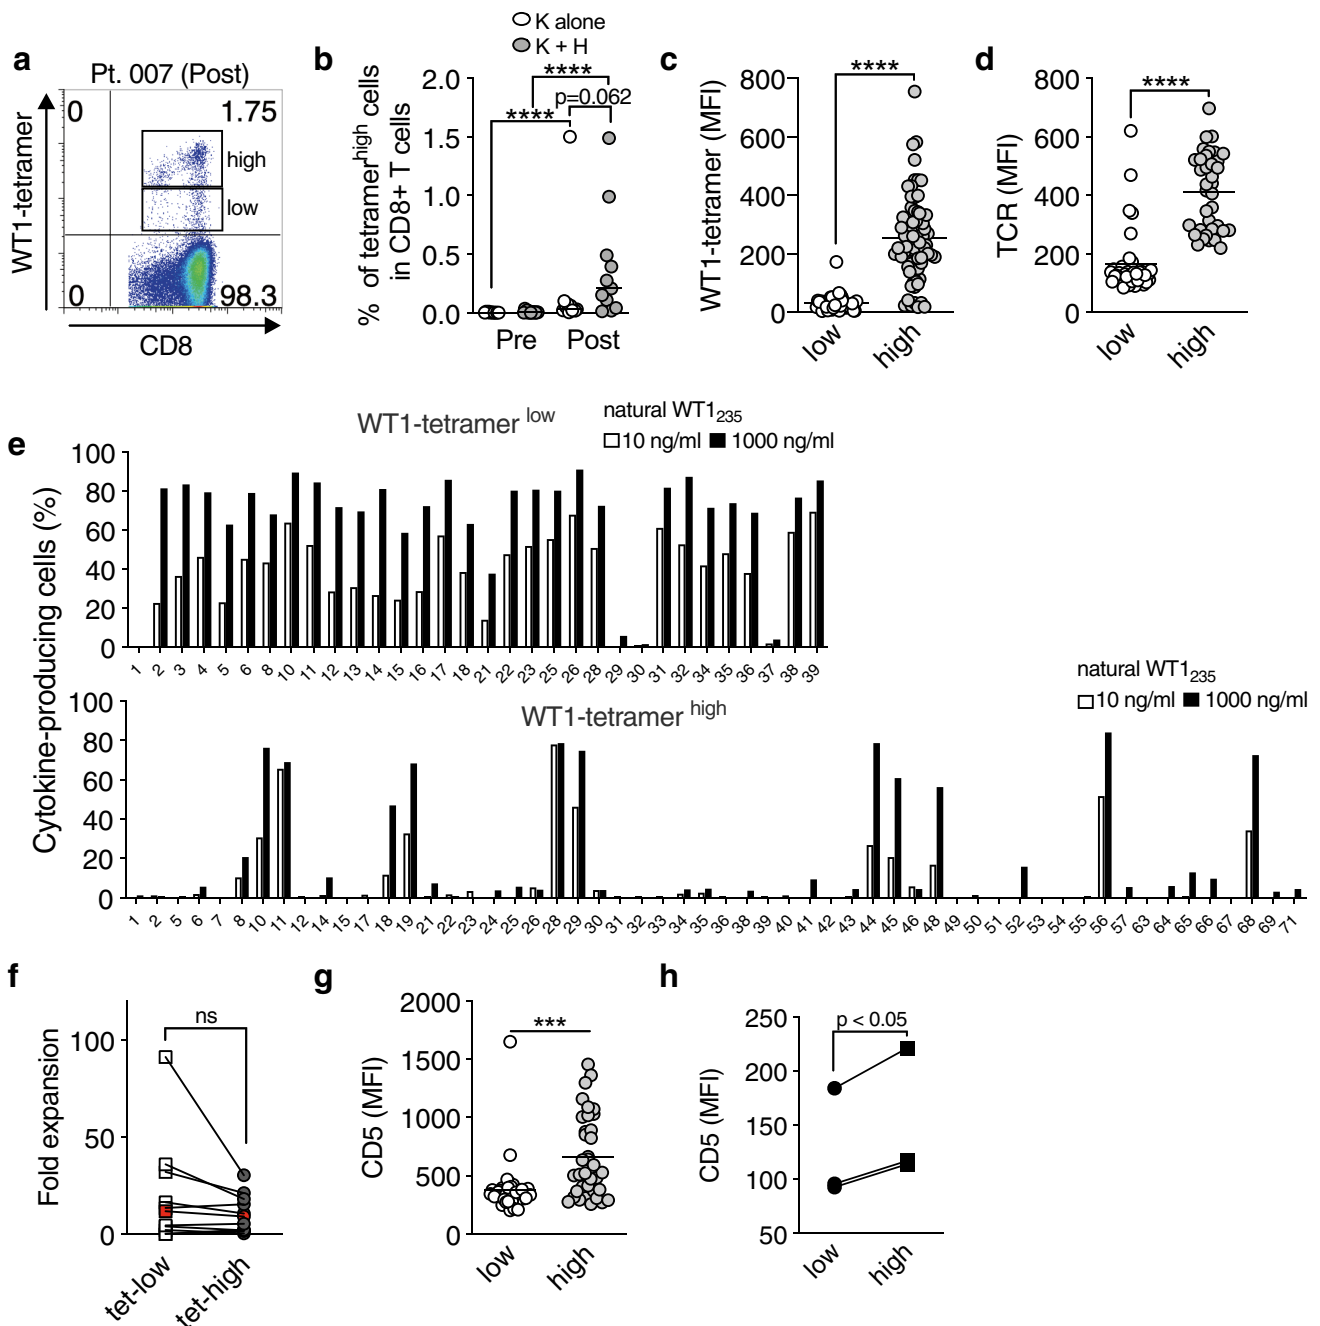 K alone
K + H
a
Pt. 007 (Post)
0 1.75
high
low
0 98.3
WT1-tetramer
CD8
b
% of tetramerhigh cells
in CD8+ T cells
2.0
1.5
1.0
0.5
0.0
****
p=0.062
****
Pre Post
c
WT1-tetramer (MFI)
800
600
400
200
0
****
low high
d
TCR (MFI)
800
600
400
200
0
****
low high
e
WT1-tetramer low
natural WT1235
10 ng/ml 1000 ng/ml
Cytokine-producing cells (%)
100
80
60
40
20
0
1 2 3 4 5 6 8 10 11 12 13 14 15 16 17 18 21 22 23 25 26 28 29 30 31 32 34 35 36 37 38 39
WT1-tetramer high
natural WT1235
10 ng/ml 1000 ng/ml
100
80
60
40
20
0
1 2 5 6 7 8 10 11 12 14 15 17 18 19 21 22 23 24 25 26 28 29 30 31 32 33 34 35 36 38 39 40 41 42 43 44 45 46 48 49 50 51 52 53 54 55 56 57 63 64 65 66 67 68 69 71
f
Fold expansion
100
50
0
ns
tet-low tet-high
g
CD5 (MFI)
2000
1500
1000
500
0
***
low high
h
CD5 (MFI)
250
200
150
100
50
p < 0.05
low high